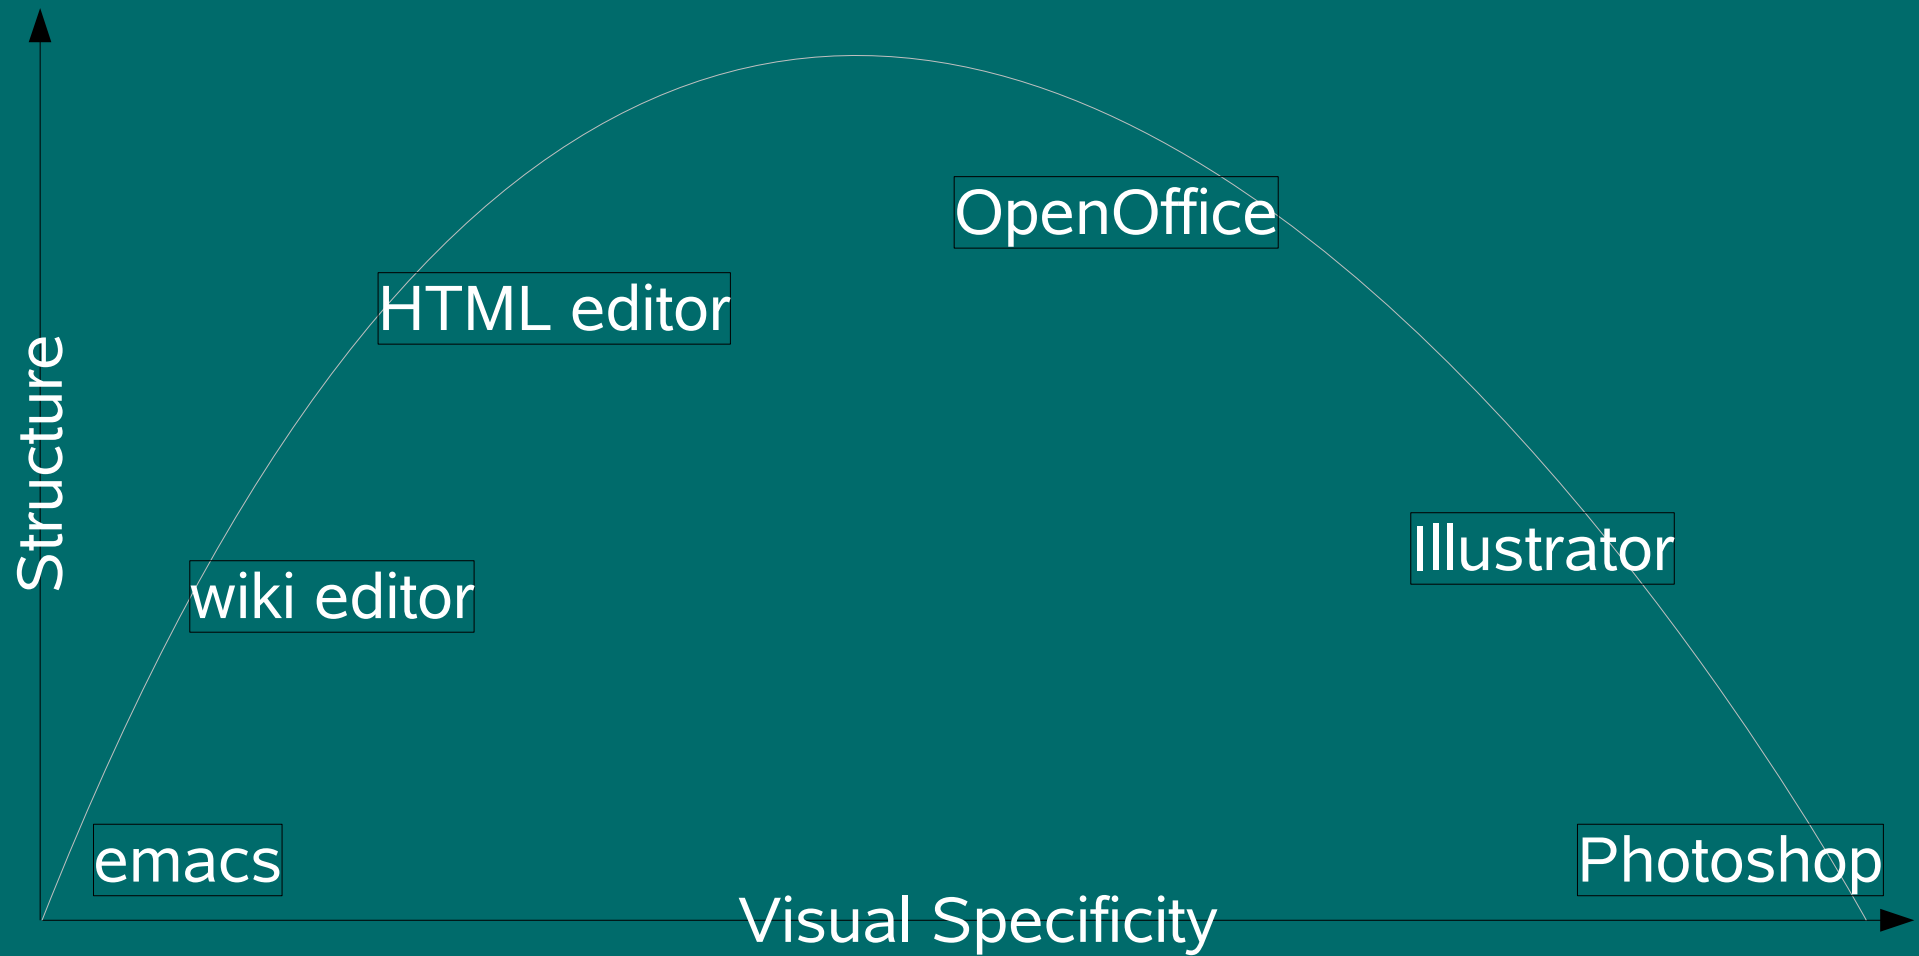 OpenOffice
HTML editor
Structure
Illustrator
wiki editor
emacs
Photoshop
Visual Specificity